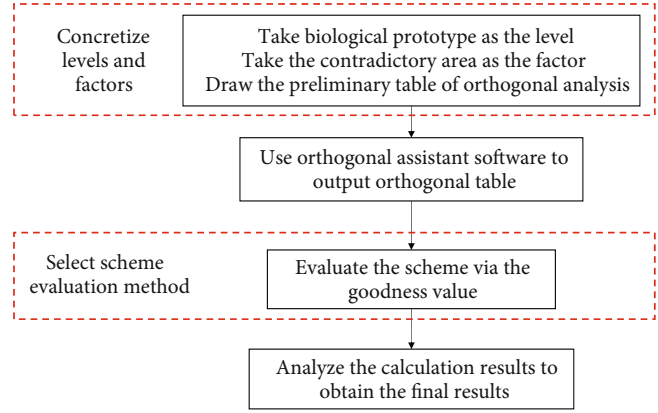 Concretize
levels and
factors
Take biological prototype as the level
Take the contradictory area as the factor
Draw the preliminary table of orthogonal analysis
Use orthogonal assistant software to
output orthogonal table
Select scheme
evaluation method
Evaluate the scheme via the
goodness value
Analyze the calculation results to
obtain the final results